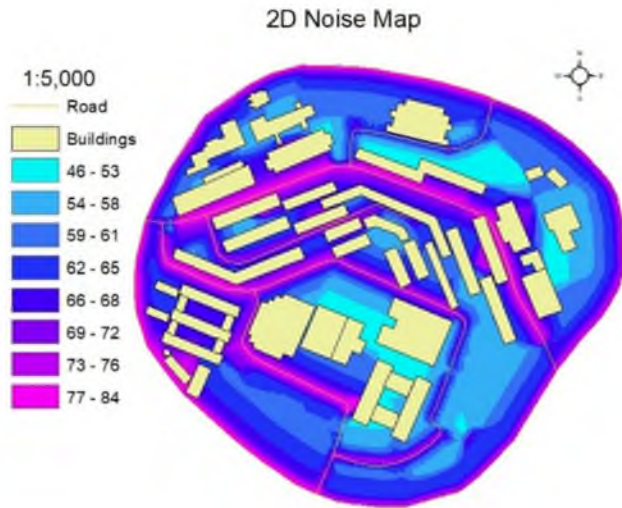 2D Noise Map
1:5,000
Road
Buildings
46 - 53
54 - 58
59 - 61
62 - 65
66 - 68
69 - 72
73 - 76
77 - 84